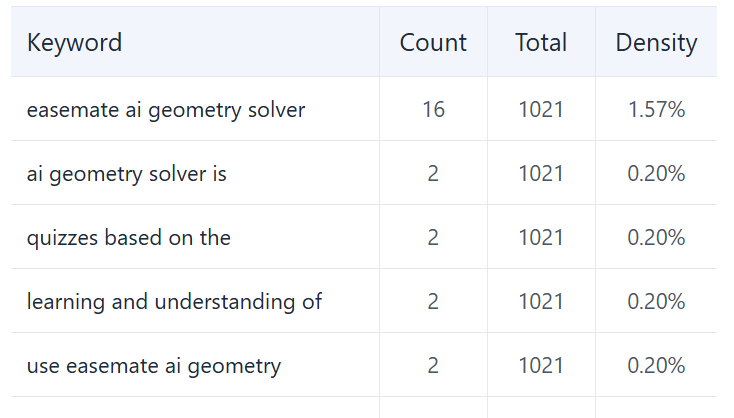 Keyword Count Total Density
easemate ai geometry solver 16 1021 1.57%
ai geometry solver is 2 1021 0.20%
quizzes based on the 2 1021 0.20%
learning and understanding of 2 1021 0.20%
use easemate ai geometry 2 1021 0.20%